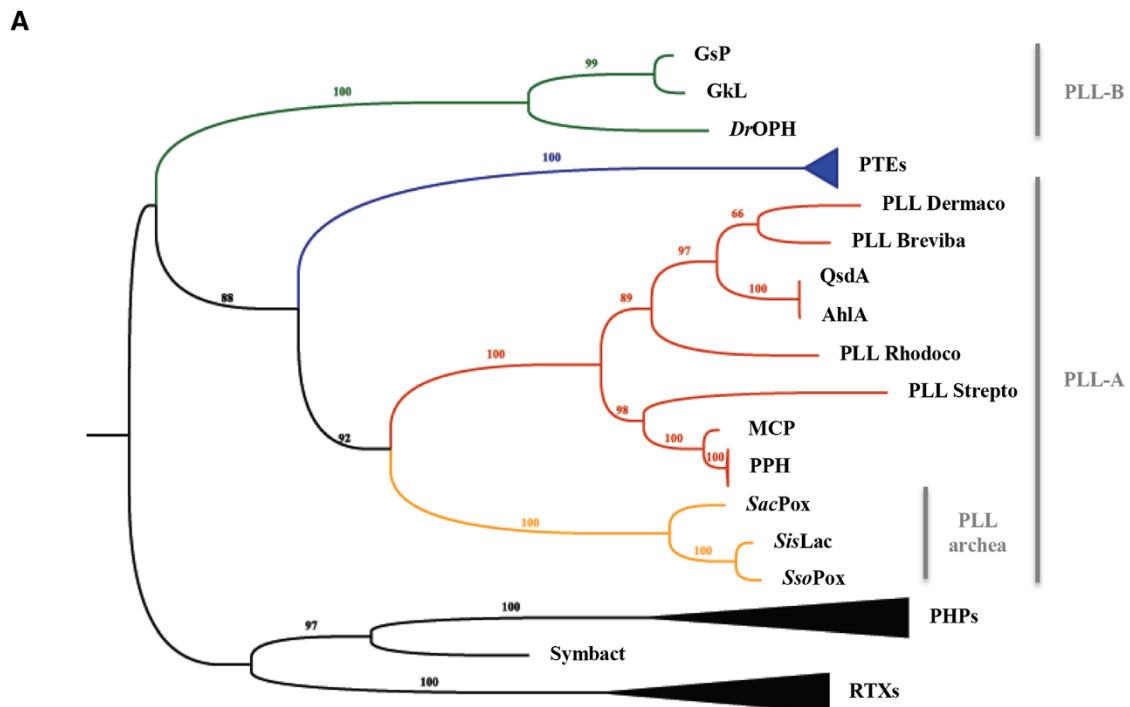 A
GsP
99
GkL
100
DrOPH
PLL-B
100
PTEs
PLL Dermaco
66
PLL Breviba
97
QsdA
100
AhlA
89
PLL Rhodoco
88
100
PLL Strepto
PLL-A
98
MCP
100
PPH
100
92
SacPox
100
SisLac
100
SsoPox
PLL
archea
100
PHPs
97
Symbact
100
RTXs